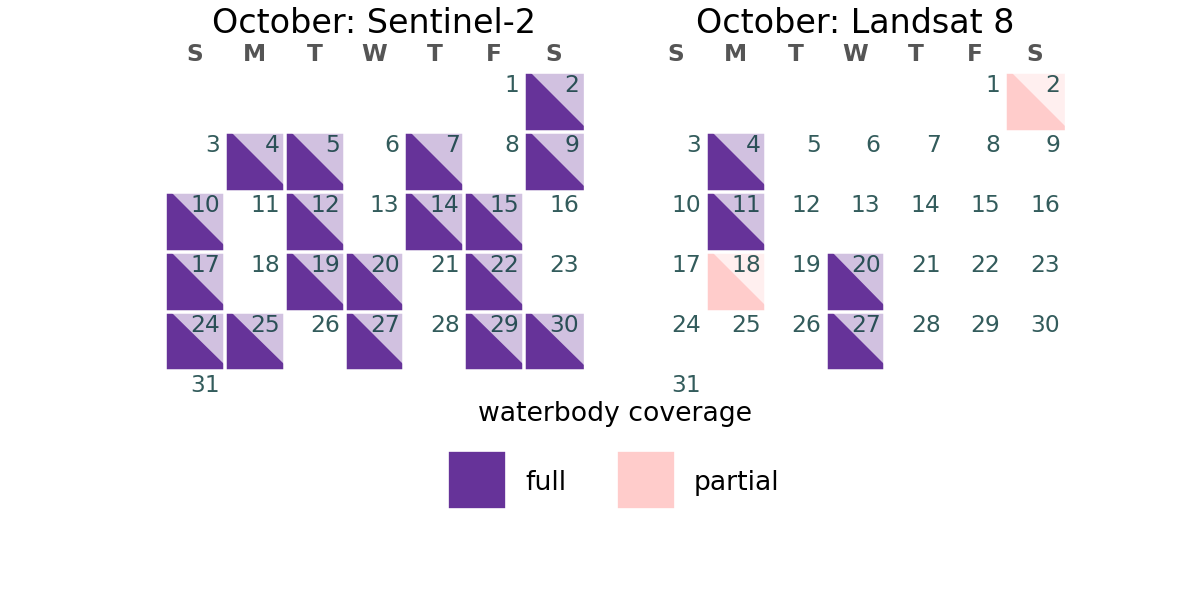 October: Sentinel-2
S M T W T F S
1 2
3 4 5 6 7 8 9
10 11 12 13 14 15 16
17 18 19 20 21 22 23
24 25 26 27 28 29 30
31
October: Landsat 8
S M T W T F S
1 2
3 4 5 6 7 8 9
10 11 12 13 14 15 16
17 18 19 20 21 22 23
24 25 26 27 28 29 30
31
waterbody coverage
full partial